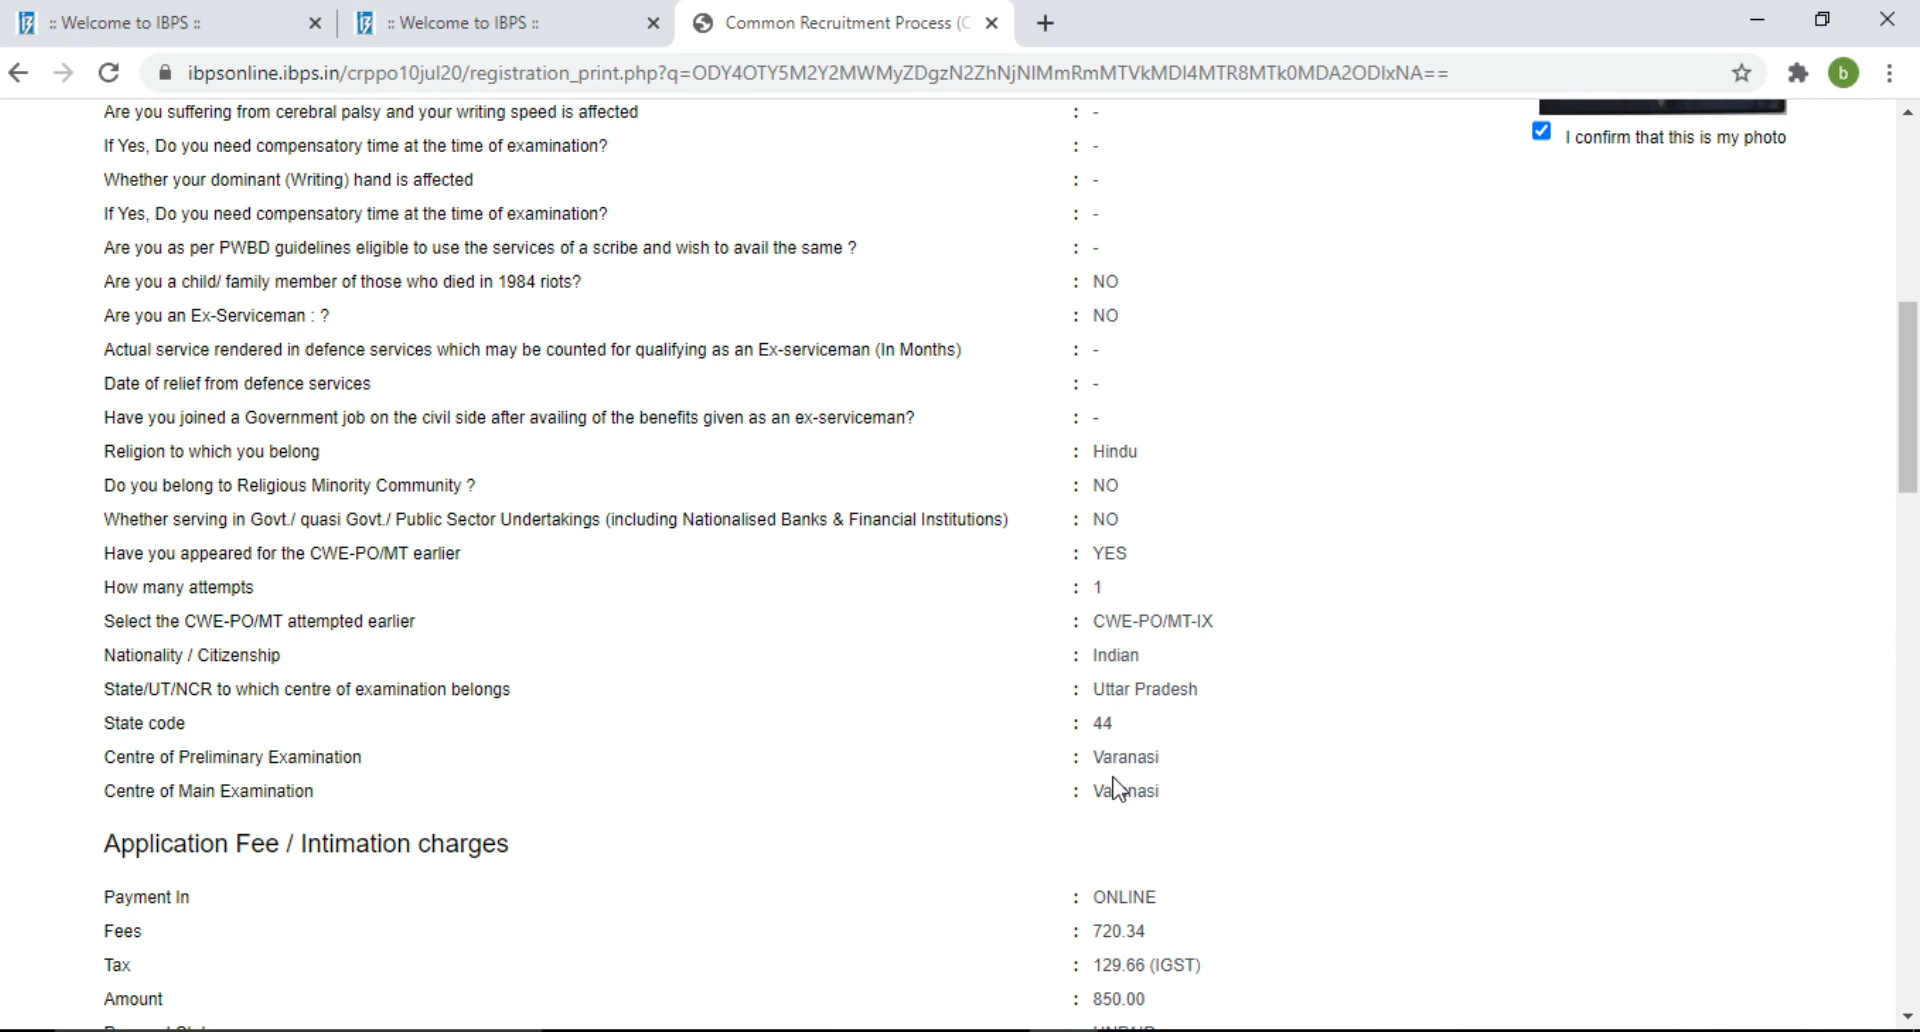 :: Welcome to IBPS ::
:: Welcome to IBPS ::
Common Recruitment Process (C
ibpsonline.ibps.in/crppo10jul20/registration_print.php?q=ODY4OTY5M2Y2MWMyZDgzN2ZhNjNIMmRmMTVkMDI4MTR8MTk0MDA2ODIxNA==
b
Are you suffering from cerebral palsy and your writing speed is affected : -
I confirm that this is my photo
If Yes, Do you need compensatory time at the time of examination? : -
Whether your dominant (Writing) hand is affected : -
If Yes, Do you need compensatory time at the time of examination? : -
Are you as per PWBD guidelines eligible to use the services of a scribe and wish to avail the same ? : -
Are you a child/ family member of those who died in 1984 riots? : NO
Are you an Ex-Serviceman : ? : NO
Actual service rendered in defence services which may be counted for qualifying as an Ex-serviceman (In Months) : -
Date of relief from defence services : -
Have you joined a Government job on the civil side after availing of the benefits given as an ex-serviceman? : -
Religion to which you belong : Hindu
Do you belong to Religious Minority Community ? : NO
Whether serving in Govt./ quasi Govt./ Public Sector Undertakings (including Nationalised Banks & Financial Institutions) : NO
Have you appeared for the CWE-PO/MT earlier : YES
How many attempts : 1
Select the CWE-PO/MT attempted earlier : CWE-PO/MT-IX
Nationality / Citizenship : Indian
State/UT/NCR to which centre of examination belongs : Uttar Pradesh
State code : 44
Centre of Preliminary Examination : Varanasi
Centre of Main Examination : Varanasi
Application Fee / Intimation charges
Payment In : ONLINE
Fees : 720.34
Tax : 129.66 (IGST)
Amount : 850.00